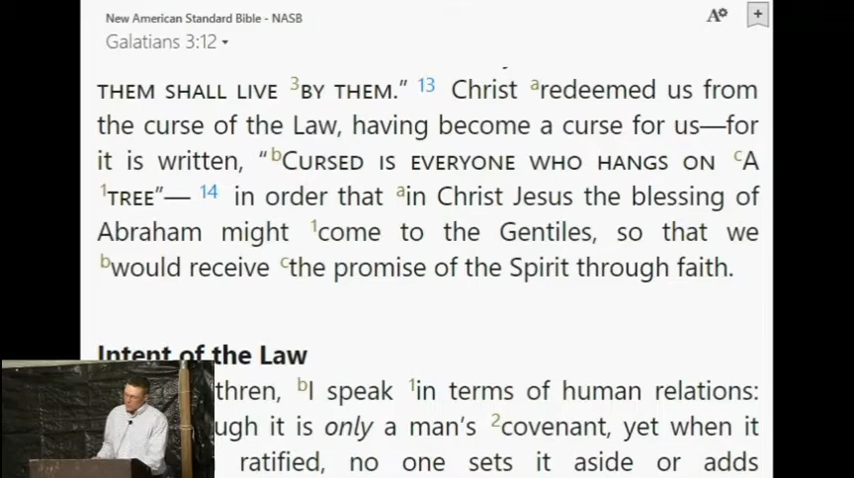 New American Standard Bible - NASB
Galatians 3:12
THEM SHALL LIVE 3BY THEM.” 13 Christ aredeemed us from
the curse of the Law, having become a curse for us—for
it is written, “bCURSED IS EVERYONE WHO HANGS ON cA
1TREE”— 14 in order that ain Christ Jesus the blessing of
Abraham might 1come to the Gentiles, so that we
bwould receive cthe promise of the Spirit through faith.
Intent of the Law
thren, bI speak 1in terms of human relations:
ugh it is only a man’s 2covenant, yet when it
ratified, no one sets it aside or adds